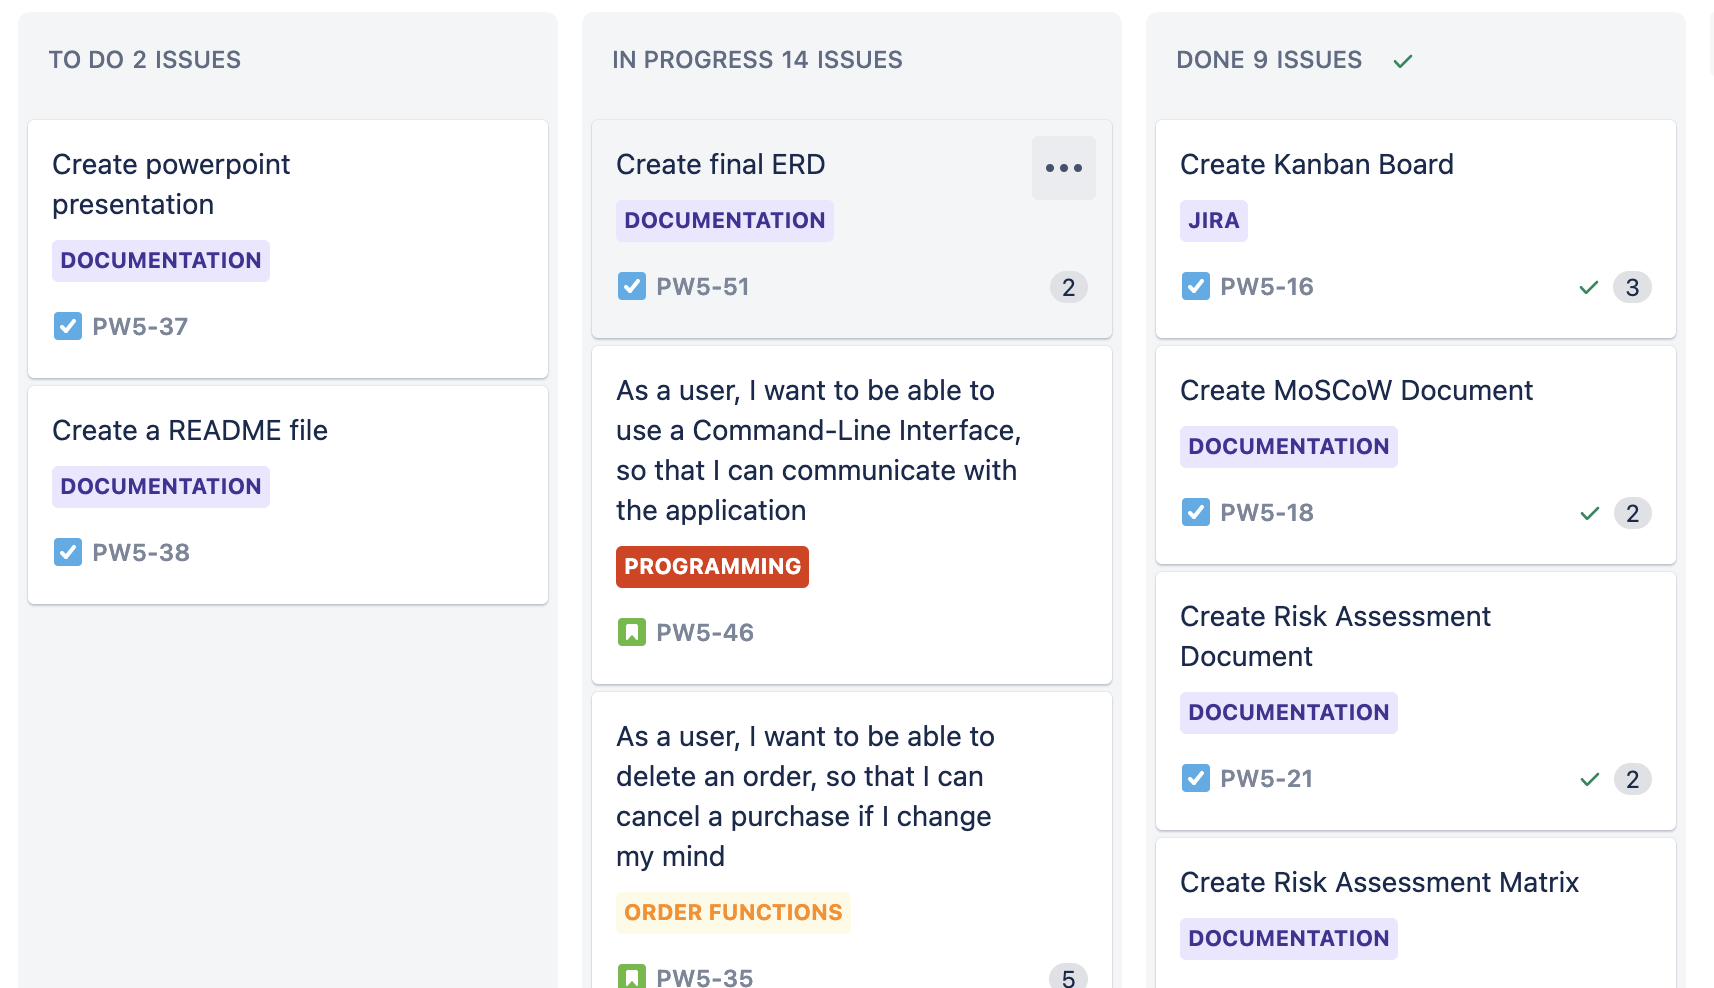 TO DO 2 ISSUES
Create powerpoint
presentation
DOCUMENTATION
PW5-37
Create a README file
DOCUMENTATION
PW5-38
IN PROGRESS 14 ISSUES
Create final ERD
DOCUMENTATION
PW5-51 2
As a user, I want to be able to
use a Command-Line Interface,
so that I can communicate with
the application
PROGRAMMING
PW5-46
As a user, I want to be able to
delete an order, so that I can
cancel a purchase if I change
my mind
ORDER FUNCTIONS
PW5-35 5
DONE 9 ISSUES
Create Kanban Board
JIRA
PW5-16 3
Create MoSCoW Document
DOCUMENTATION
PW5-18 2
Create Risk Assessment
Document
DOCUMENTATION
PW5-21 2
Create Risk Assessment Matrix
DOCUMENTATION